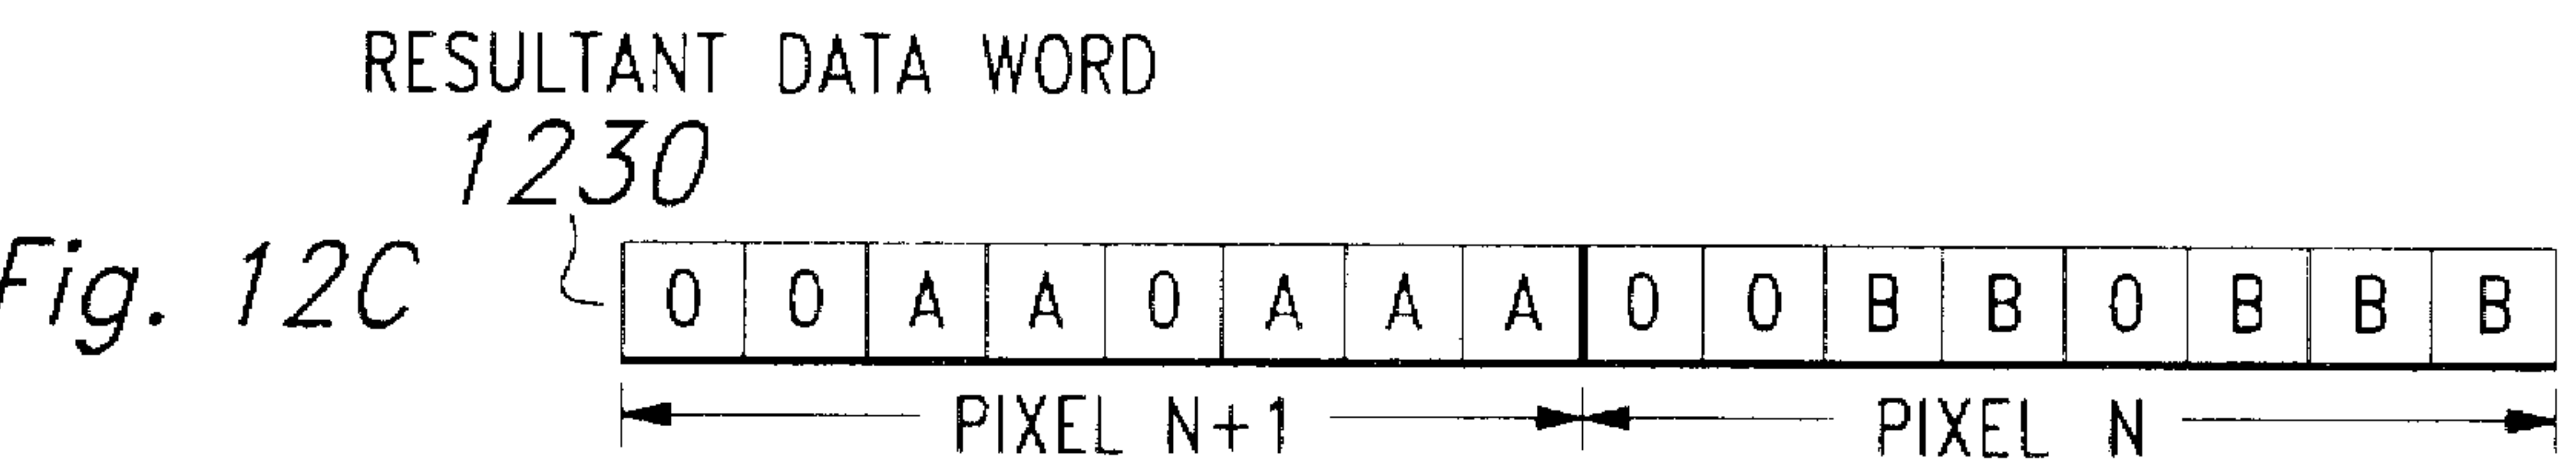 RESULTANT DATA WORD
1230
Fig. 12C
0 0 A A 0 A A A 0 0 B B 0 B B B
PIXEL N+1 PIXEL N